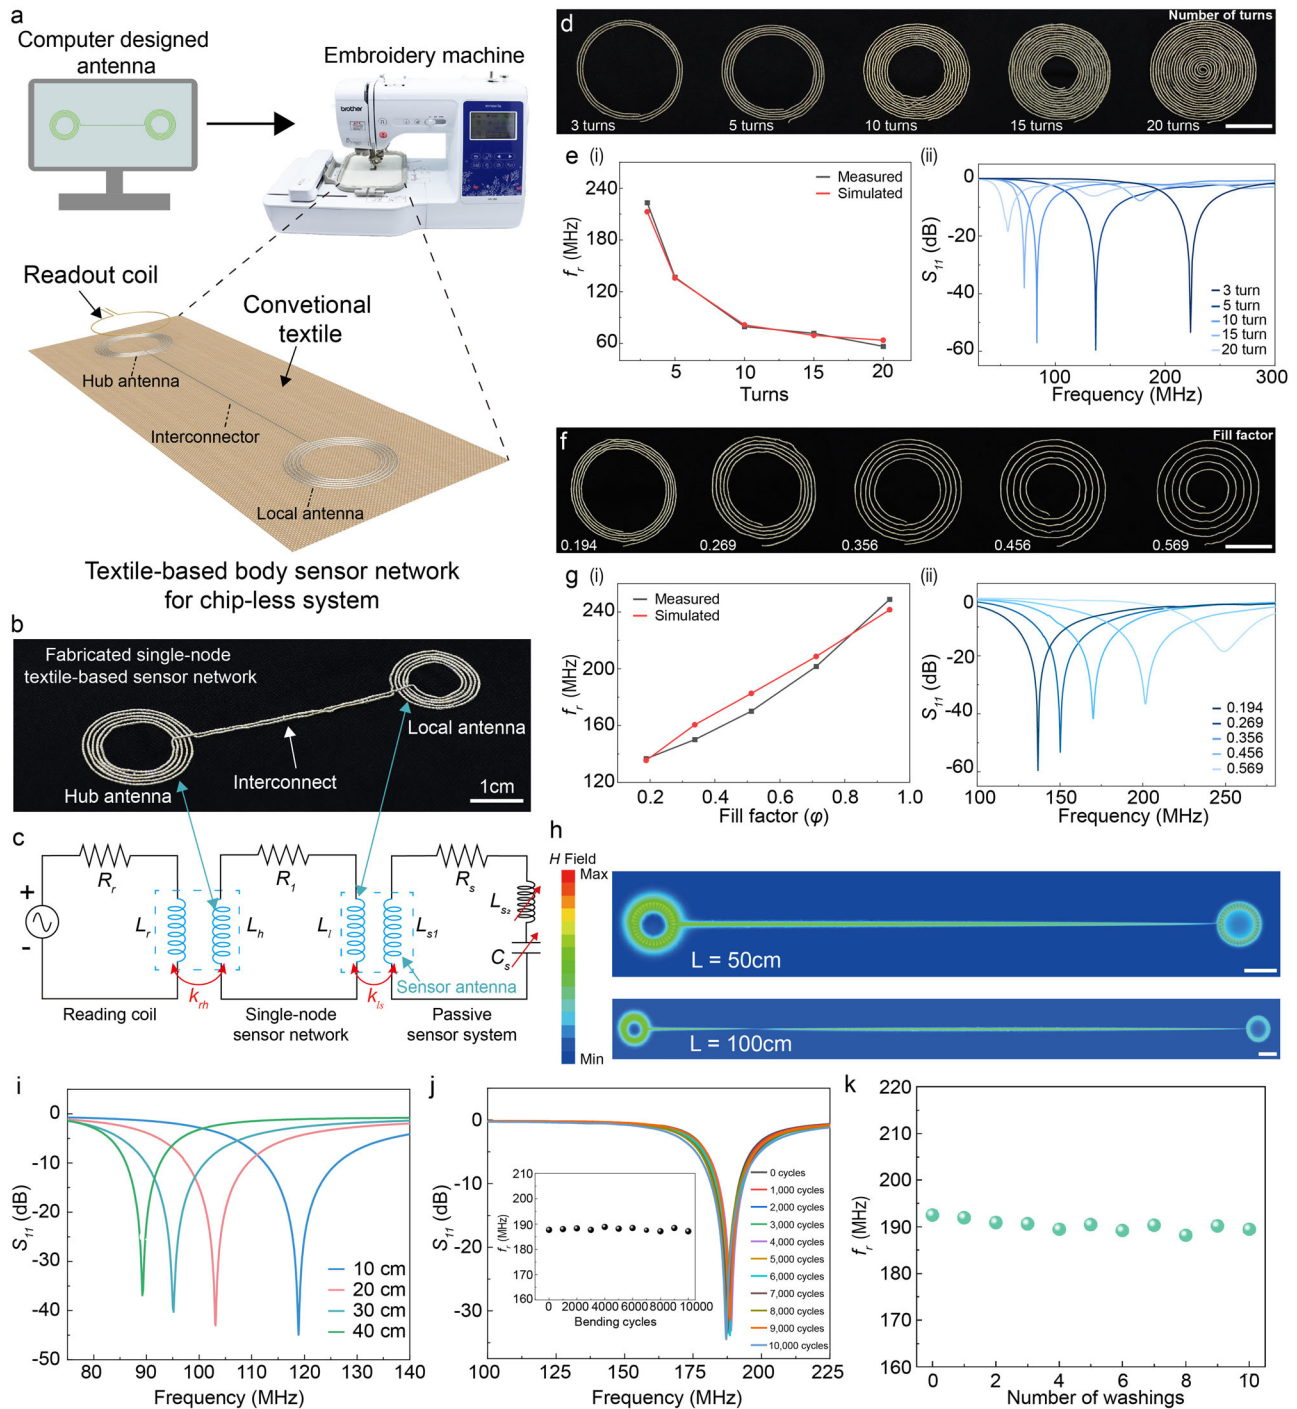 a
Computer designed
antenna
Embroidery machine
brother
Readout coil
Convetional
textile
Hub antenna
Interconnector
Local antenna
Textile-based body sensor network
for chip-less system
b
Fabricated single-node
textile-based sensor network
Local antenna
Interconnect
Hub antenna
1cm
c
R_r
R_1
R_s
L_s2
+
-
L_r
L_h
L_l
L_s1
C_s
Sensor antenna
k_rh
k_ls
Reading coil
Single-node
sensor network
Passive
sensor system
d
Number of turns
3 turns
5 turns
10 turns
15 turns
20 turns
e (i)
Measured
Simulated
240
180
120
60
f_r (MHz)
5
10
15
20
Turns
(ii)
0
-20
-40
-60
S_11 (dB)
3 turn
5 turn
10 turn
15 turn
20 turn
100
200
300
Frequency (MHz)
f
Fill factor
0.194
0.269
0.356
0.456
0.569
g (i)
Measured
Simulated
240
200
160
120
f_r (MHz)
0.2
0.4
0.6
0.8
1.0
Fill factor (φ)
(ii)
0
-20
-40
-60
S_11 (dB)
0.194
0.269
0.356
0.456
0.569
100
150
200
250
Frequency (MHz)
h
H Field
Max
Min
L = 50cm
L = 100cm
i
0
-10
-20
-30
-40
-50
S_11 (dB)
10 cm
20 cm
30 cm
40 cm
80
90
100
110
120
130
140
Frequency (MHz)
j
0
-10
-20
-30
S_11 (dB)
210
200
190
180
170
160
f_r (MHz)
0
2000
4000
6000
8000
10000
Bending cycles
0 cycles
1,000 cycles
2,000 cycles
3,000 cycles
4,000 cycles
5,000 cycles
6,000 cycles
7,000 cycles
8,000 cycles
9,000 cycles
10,000 cycles
100
125
150
175
200
225
Frequency (MHz)
k
220
210
200
190
180
170
160
f_r (MHz)
0
2
4
6
8
10
Number of washings